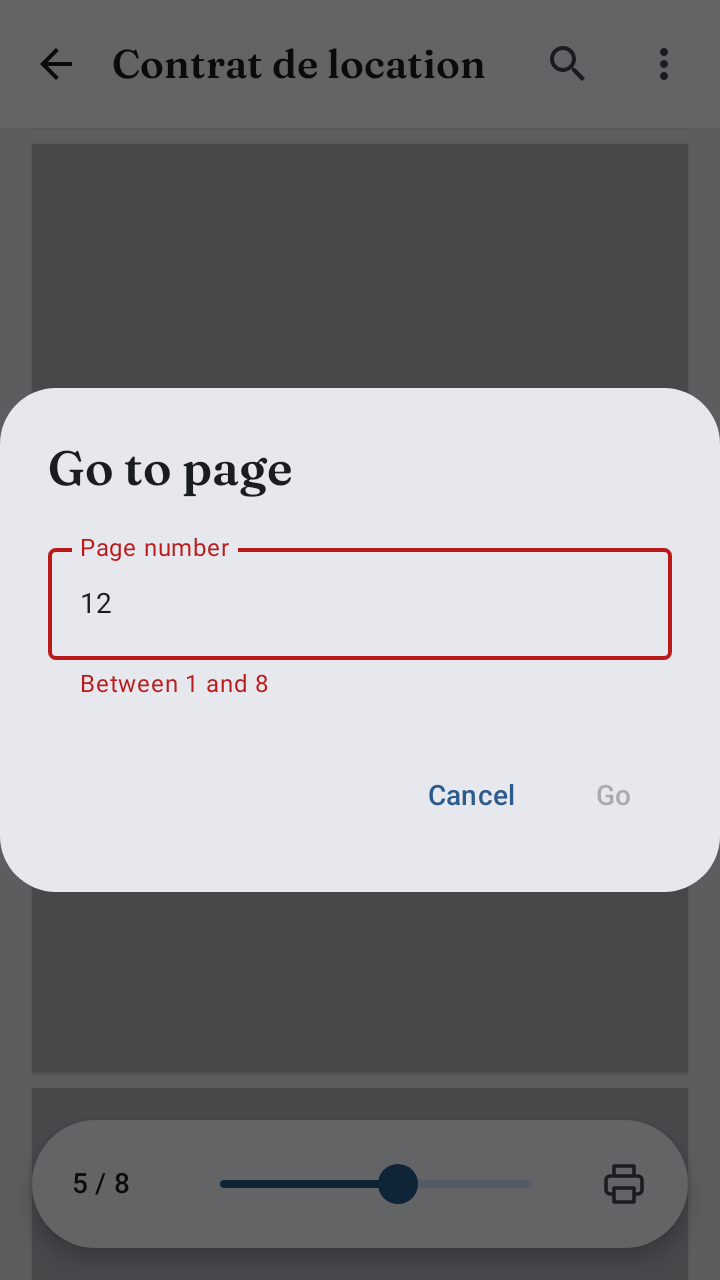 Contrat de location
Go to page
Page number
12
Between 1 and 8
Cancel Go
5 / 8